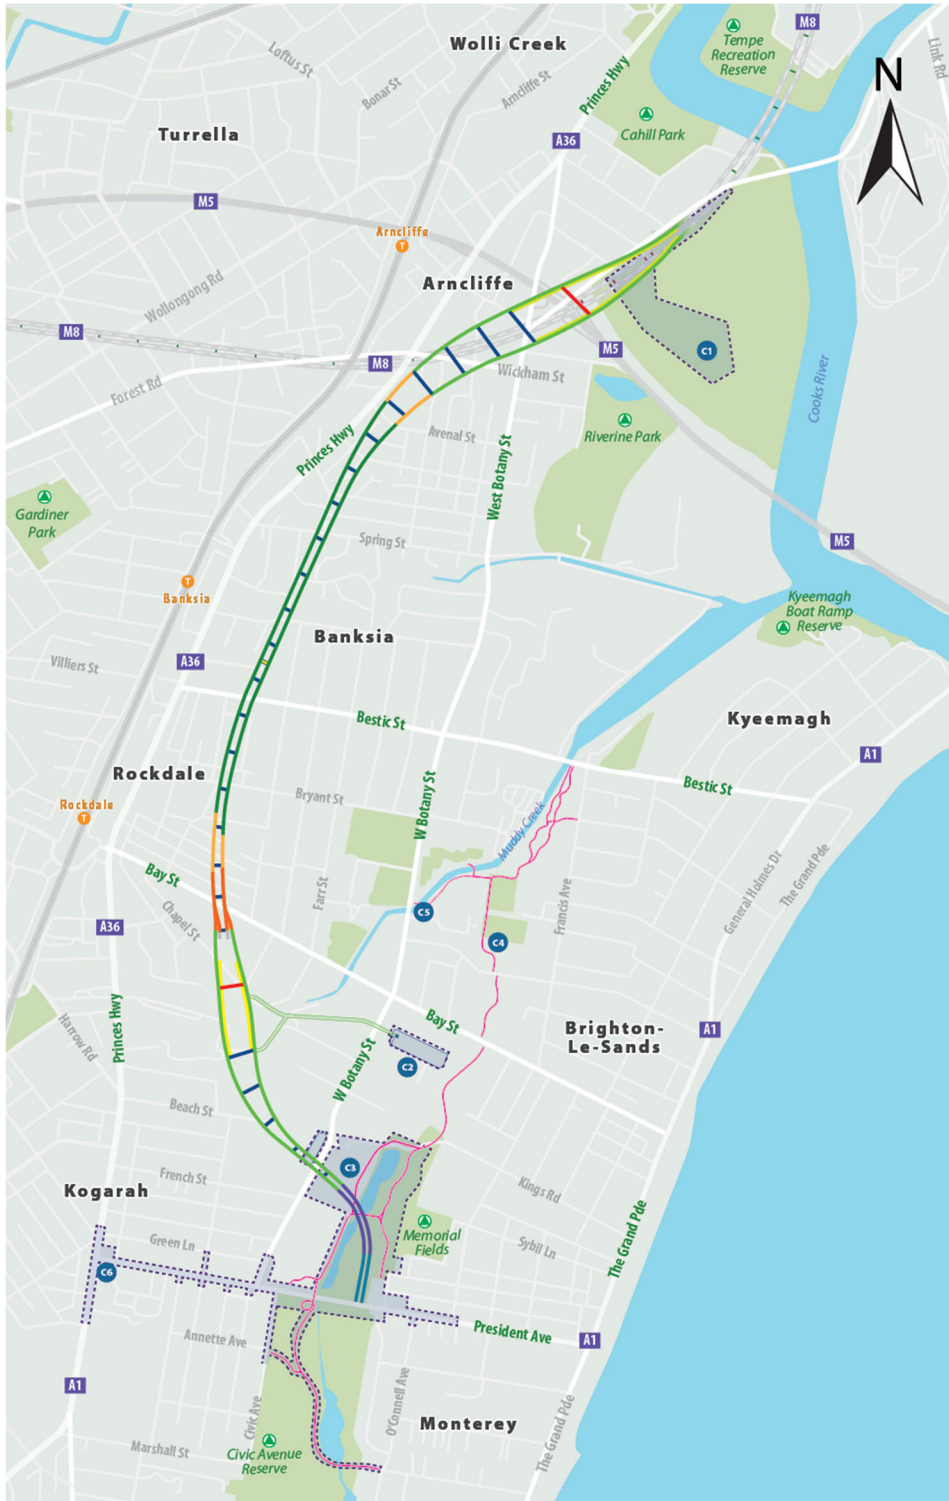 M8
Wolli Creek
Tempe
Recreation
Reserve
Link Rd
Loftus St
Princes Hwy
N
Bonar St
Arncliffe St
Cahill Park
Turrella
A36
M5
Arncliffe
T
Arncliffe
Wollongong Rd
M8
M8
M5
C1
Cooks River
Wickham St
Forest Rd
Princes Hwy
Avenal St
Riverine Park
West Botany St
Gardiner
Park
Spring St
M5
T
Banksia
Kyeemagh
Boat Ramp
Reserve
Banksia
Villiers St
A36
Bestic St
Kyeemagh
A1
Rockdale
Bestic St
Rockdale
T
Bryant St
W Botany St
Muddy Creek
Bay St
General Holmes Dr
The Grand Pde
Farr St
Francis Ave
C5
Chapel St
A36
C4
Princes Hwy
Harrow Rd
Bay St
Brighton-
Le-Sands
A1
W Botany St
C2
Beach St
C3
French St
Kogarah
Kings Rd
Memorial
Fields
The Grand Pde
Green Ln
Sybil Ln
C6
President Ave
A1
Annette Ave
A1
Civic Ave
O'Connell Ave
The Grand Pde
Monterey
Marshall St
Civic Avenue
Reserve